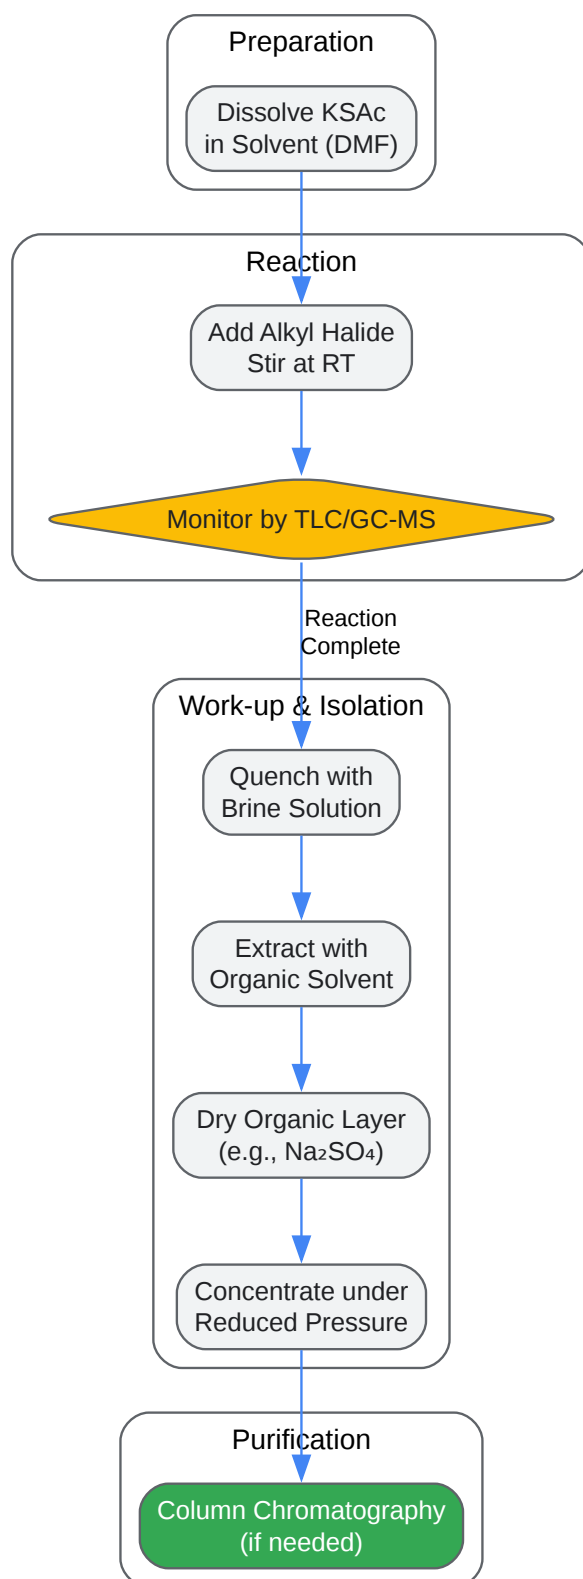 Preparation
Dissolve KSAc
in Solvent (DMF)
Reaction
Add Alkyl Halide
Stir at RT
Monitor by TLC/GC-MS
Reaction
Complete
Work-up & Isolation
Quench with
Brine Solution
Extract with
Organic Solvent
Dry Organic Layer
(e.g., Na₂SO₄)
Concentrate under
Reduced Pressure
Purification
Column Chromatography
(if needed)